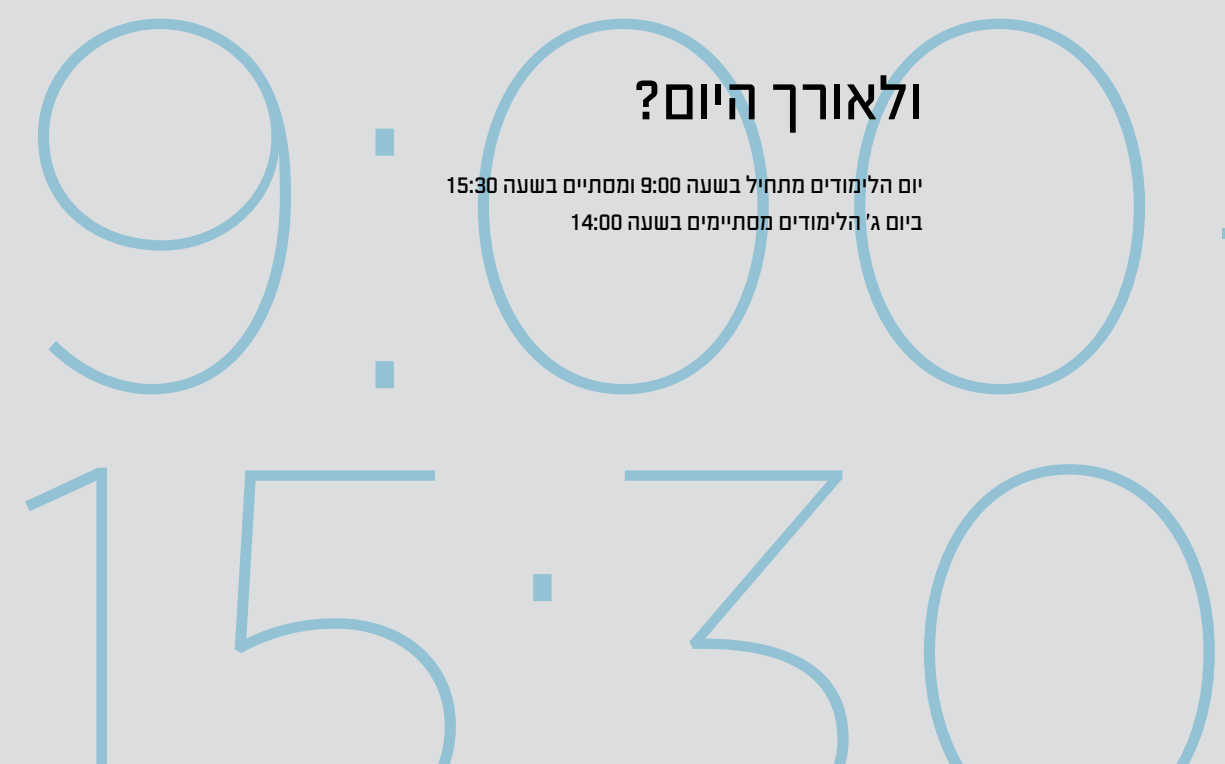 9:00
ולאורך היום?
יום הלימודים מתחיל בשעה 9:00 ומסתיים בשעה 15:30
ביום ג' הלימודים מסתיימים בשעה 14:00
15:30